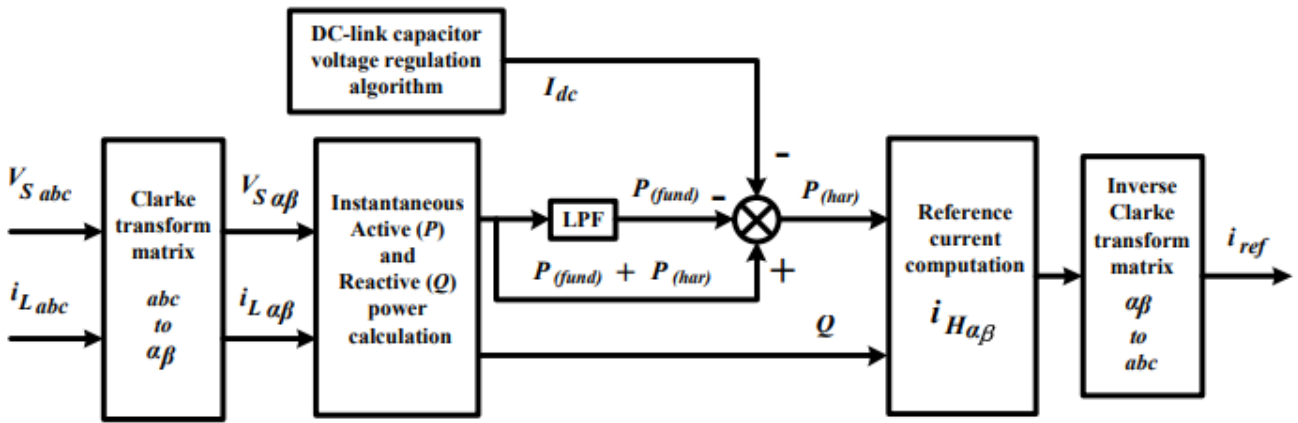 DC-link capacitor
voltage regulation
algorithm
I dc
-
V S abc
i L abc
Clarke
transform
matrix
abc
to
αβ
V S αβ
i L αβ
Instantaneous
Active (P)
and
Reactive (Q)
power
calculation
LPF
P (fund)
-
P (fund) + P (har)
+
P (har)
Q
Reference
current
computation
i Hαβ
Inverse
Clarke
transform
matrix
αβ
to
abc
i ref